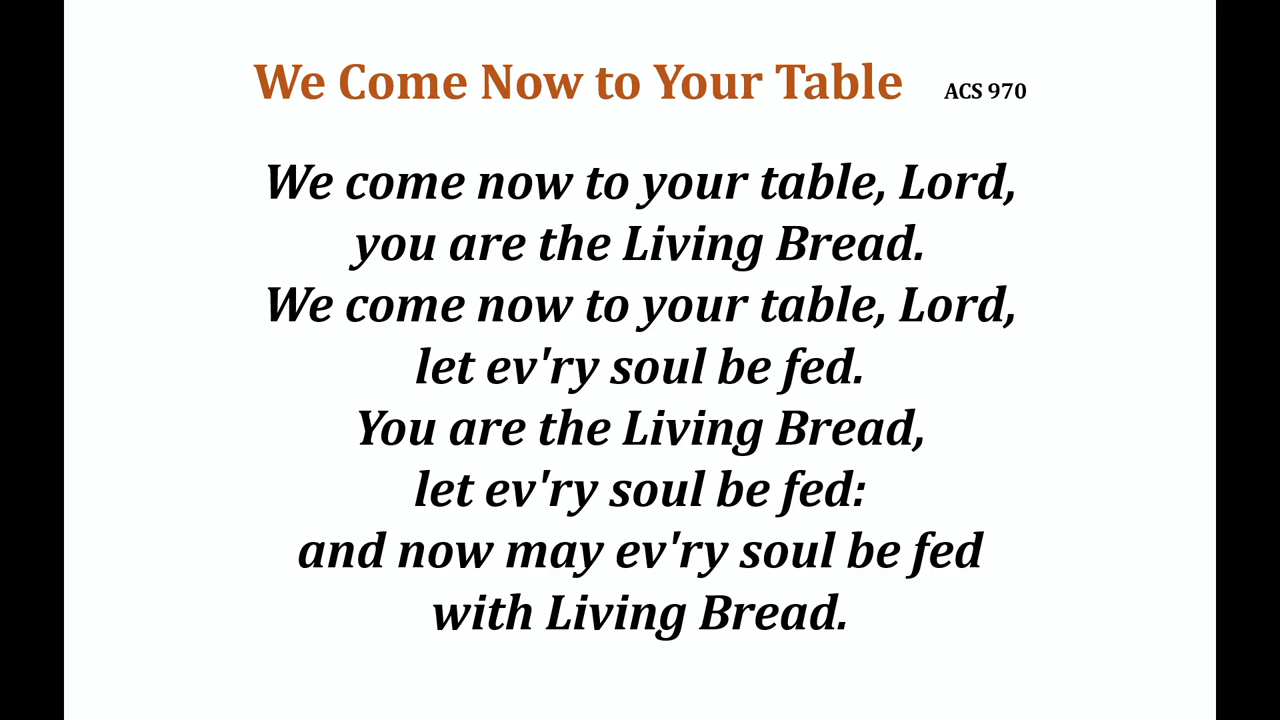 We Come Now to Your Table ACS 970
We come now to your table, Lord,
you are the Living Bread.
We come now to your table, Lord,
let ev'ry soul be fed.
You are the Living Bread,
let ev'ry soul be fed:
and now may ev'ry soul be fed
with Living Bread.